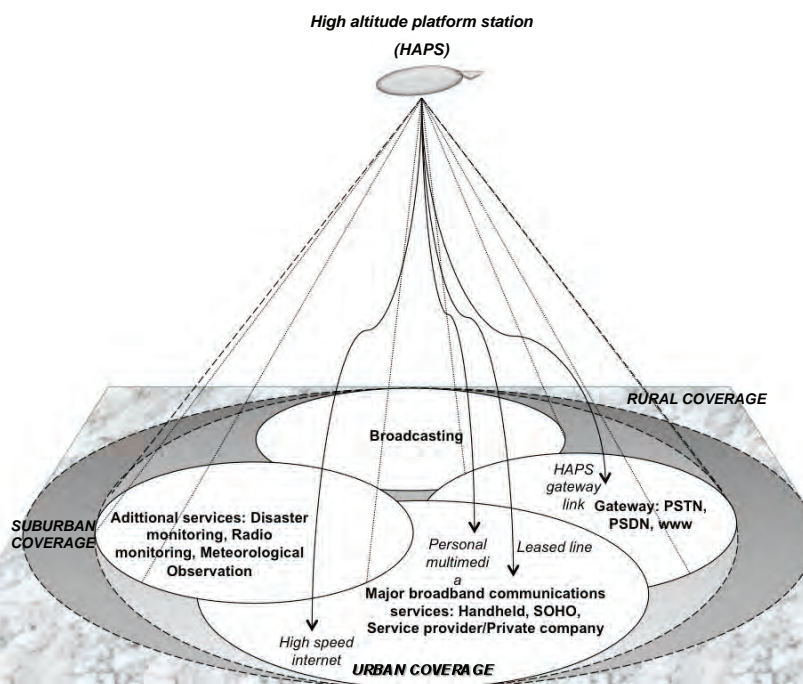 High altitude platform station
(HAPS)
RURAL COVERAGE
Broadcasting
HAPS
gateway
link
Gateway: PSTN,
PSDN, www
SUBURBAN
COVERAGE
Adittional services: Disaster
monitoring, Radio
monitoring, Meteorological
Observation
Personal
multimedi
a
Leased line
Major broadband communications
services: Handheld, SOHO,
Service provider/Private company
High speed
internet
URBAN COVERAGE